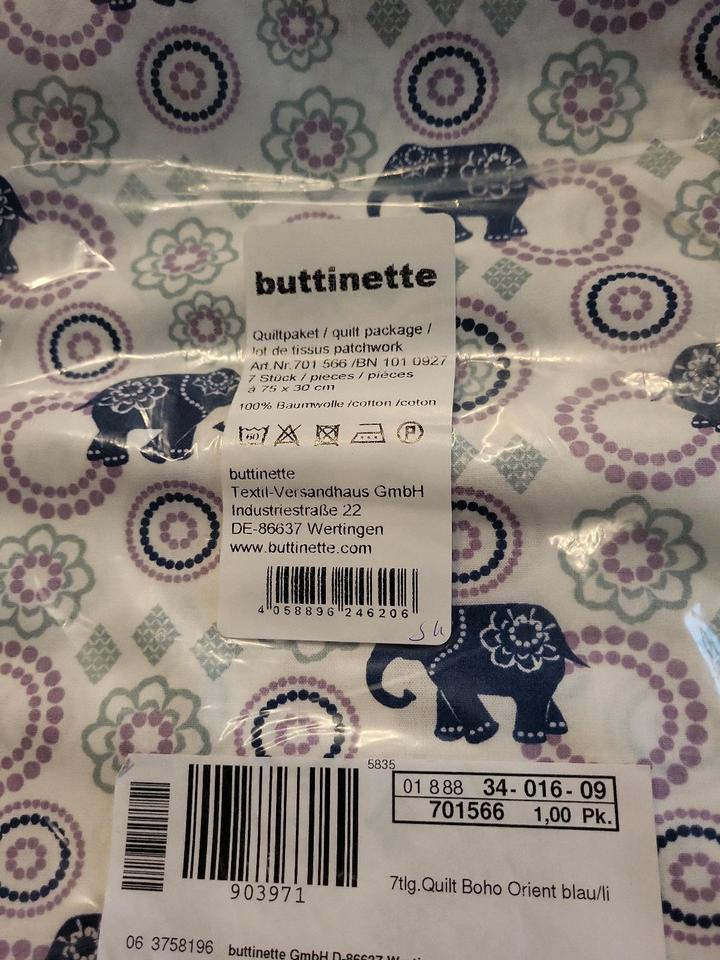 buttinette
Quiltpaket / quilt package /
lot de tissus patchwork
Art.Nr.701 566 /BN 101 0927
7 Stück / pieces / pièces
à 75 x 30 cm
100% Baumwolle /cotton /coton
60 P
buttinette
Textil-Versandhaus GmbH
Industriestraße 22
DE-86637 Wertingen
www.buttinette.com
4 058896 246206
5835
01 888 34-016-09
701566 1,00 Pk.
903971
7tlg.Quilt Boho Orient blau/li
06 3758196 buttinette GmbH D-86637